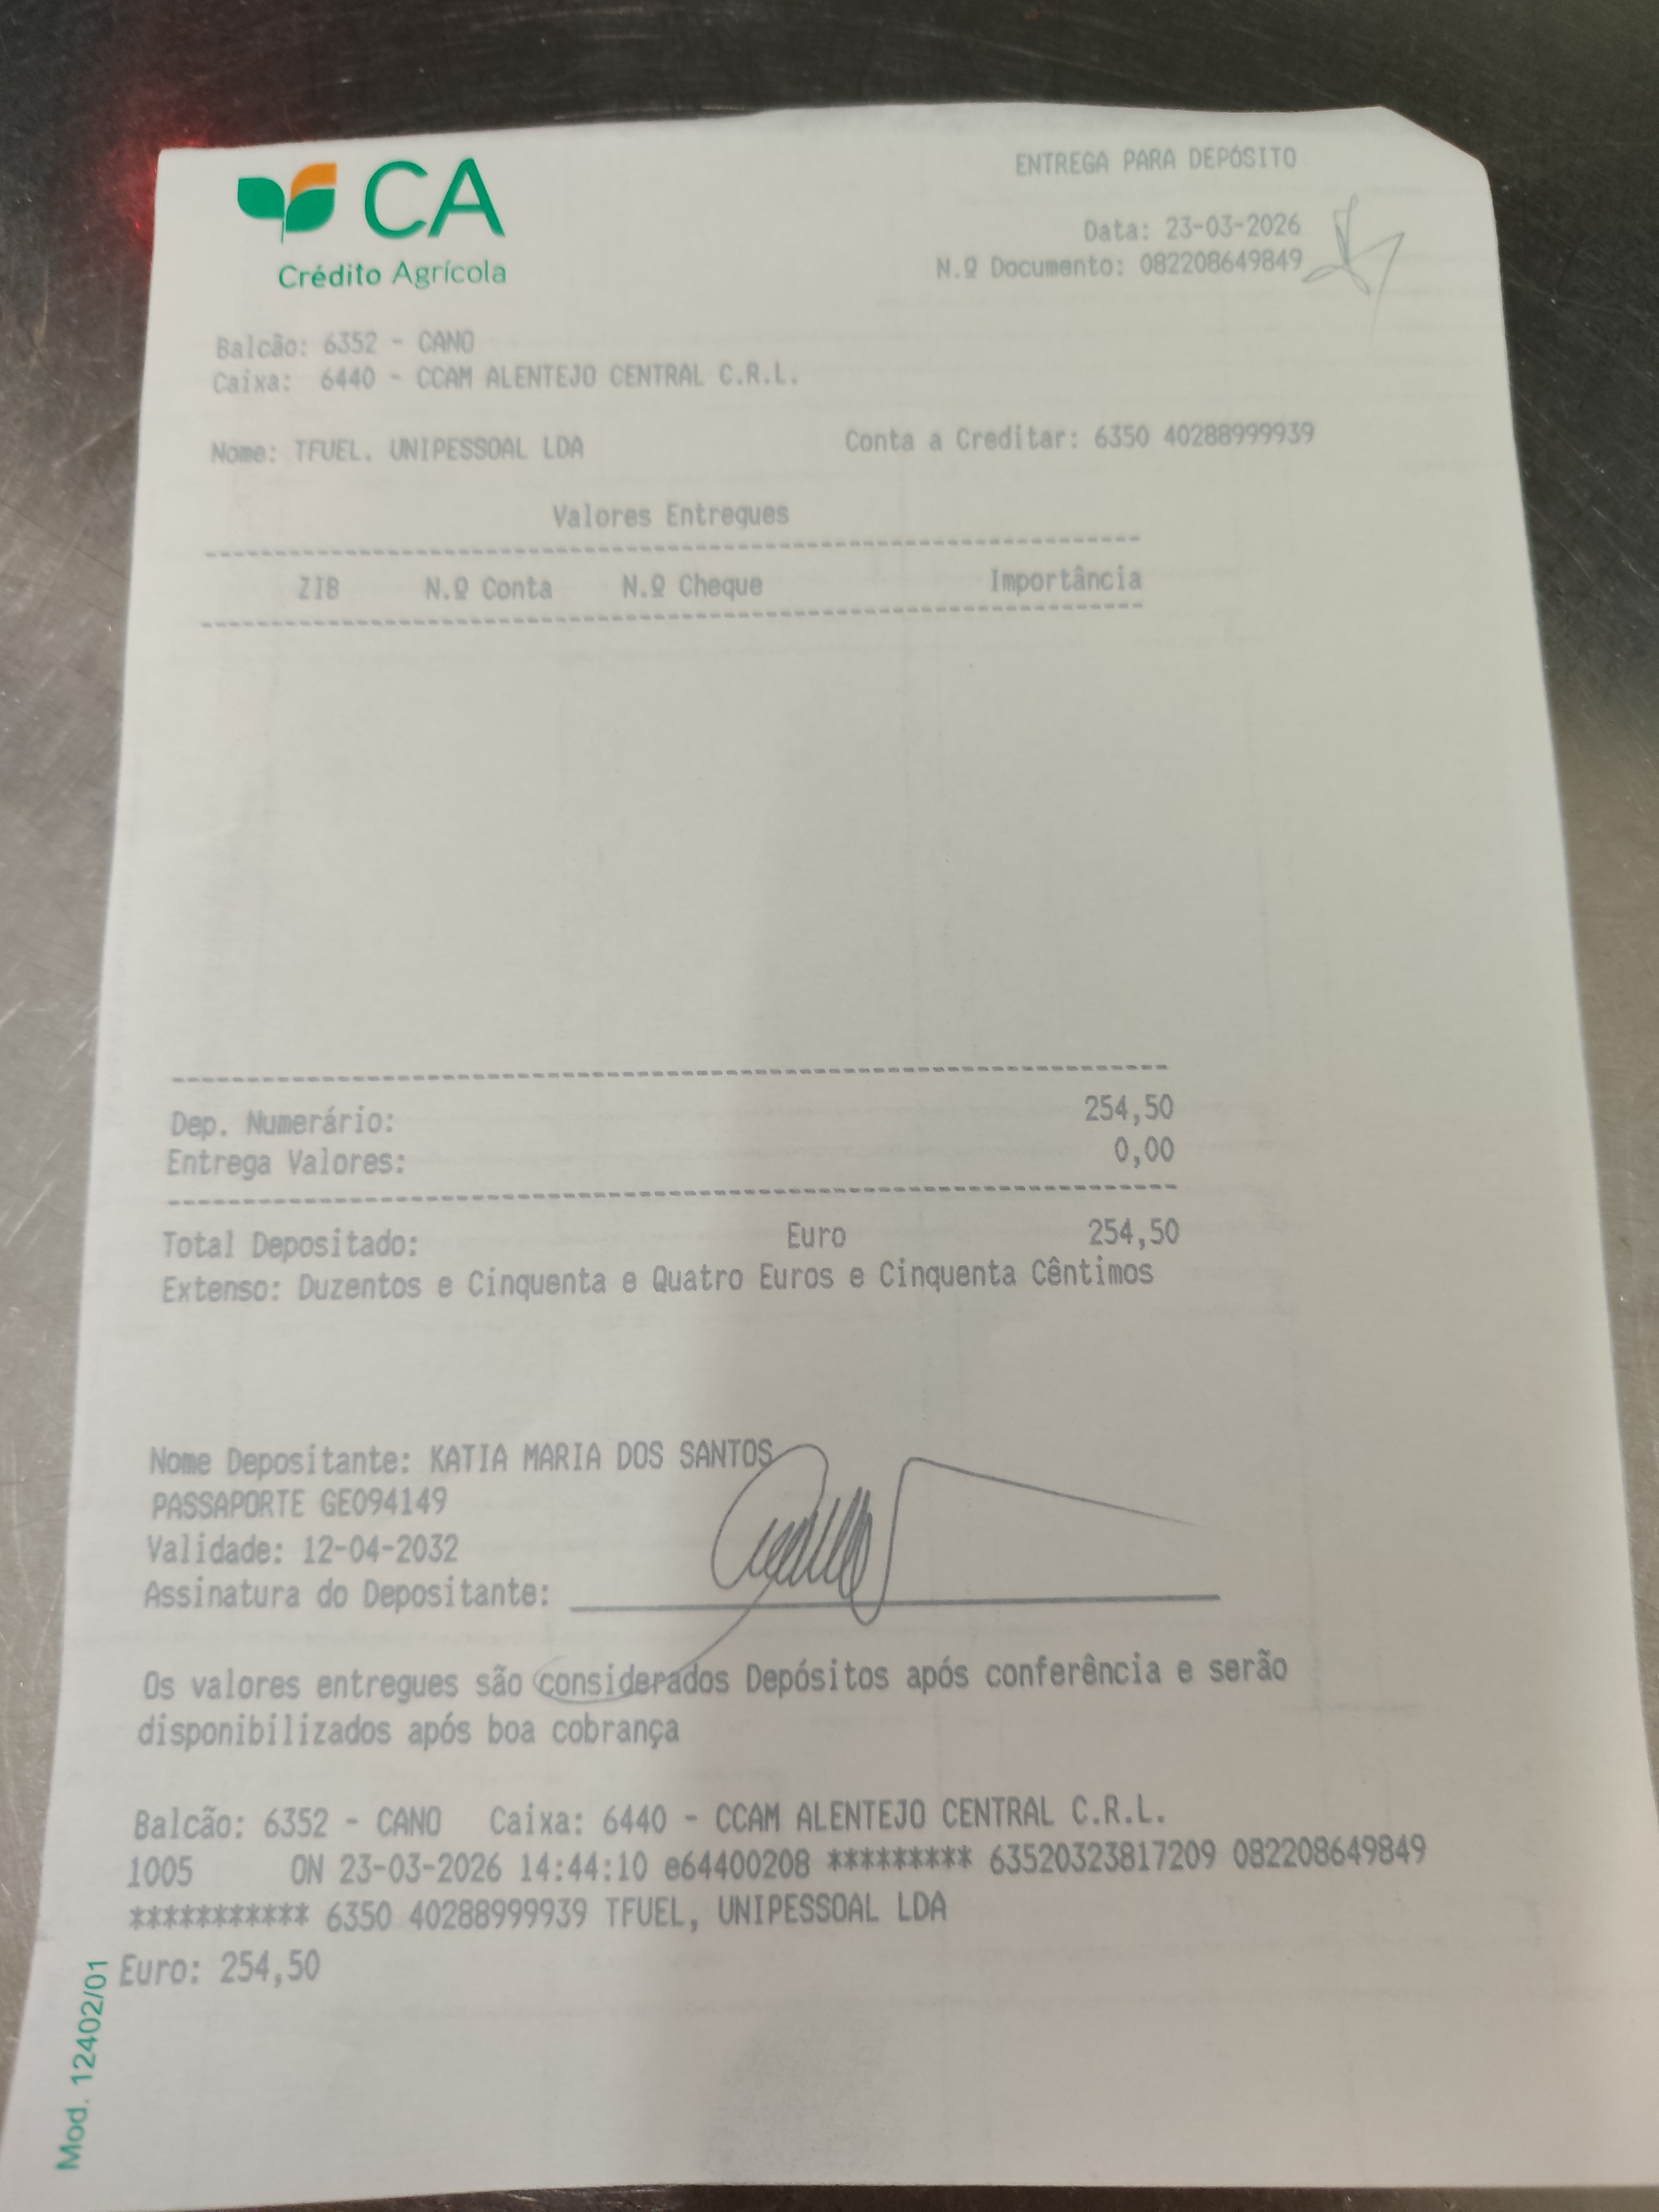 CA
Crédito Agrícola
ENTREGA PARA DEPÓSITO
Data: 23-03-2026
N.º Documento: 082208649849
Balcão: 6352 - CANO
Caixa: 6440 - CCAM ALENTEJO CENTRAL C.R.L.
Nome: TFUEL. UNIPESSOAL LDA Conta a Creditar: 6350 40288999939
Valores Entregues
ZIB N.º Conta N.º Cheque Importância
Dep. Numerário: 254,50
Entrega Valores: 0,00
Total Depositado: Euro 254,50
Extenso: Duzentos e Cinquenta e Quatro Euros e Cinquenta Cêntimos
Nome Depositante: KATIA MARIA DOS SANTOS
PASSAPORTE GE094149
Validade: 12-04-2032
Assinatura do Depositante:
Os valores entregues são considerados Depósitos após conferência e serão
disponibilizados após boa cobrança
Balcão: 6352 - CANO Caixa: 6440 - CCAM ALENTEJO CENTRAL C.R.L.
1005 ON 23-03-2026 14:44:10 e64400208 ********* 63520323817209 082208649849
*********** 6350 40288999939 TFUEL, UNIPESSOAL LDA
Euro: 254,50
Mod. 12402/01